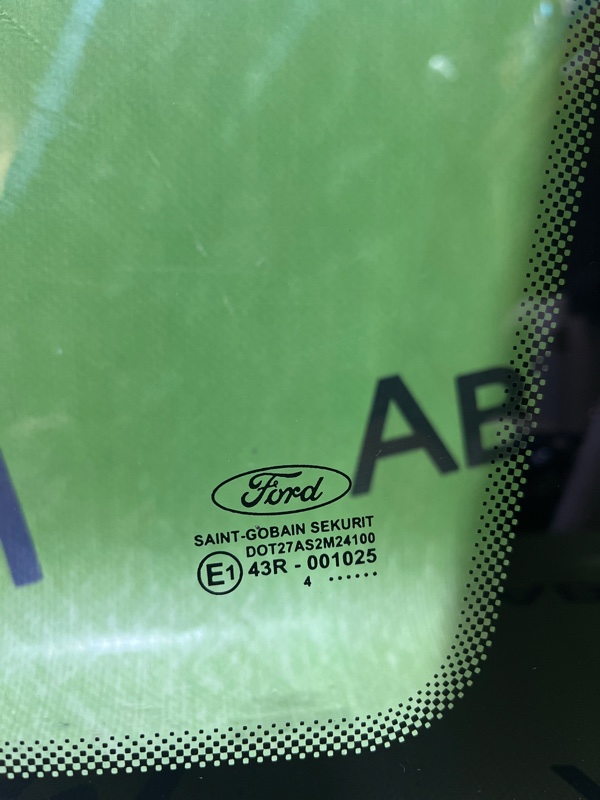 AB
Ford
SAINT-GOBAIN SEKURIT
DOT27AS2M24100
E1 43R - 001025
4 .......